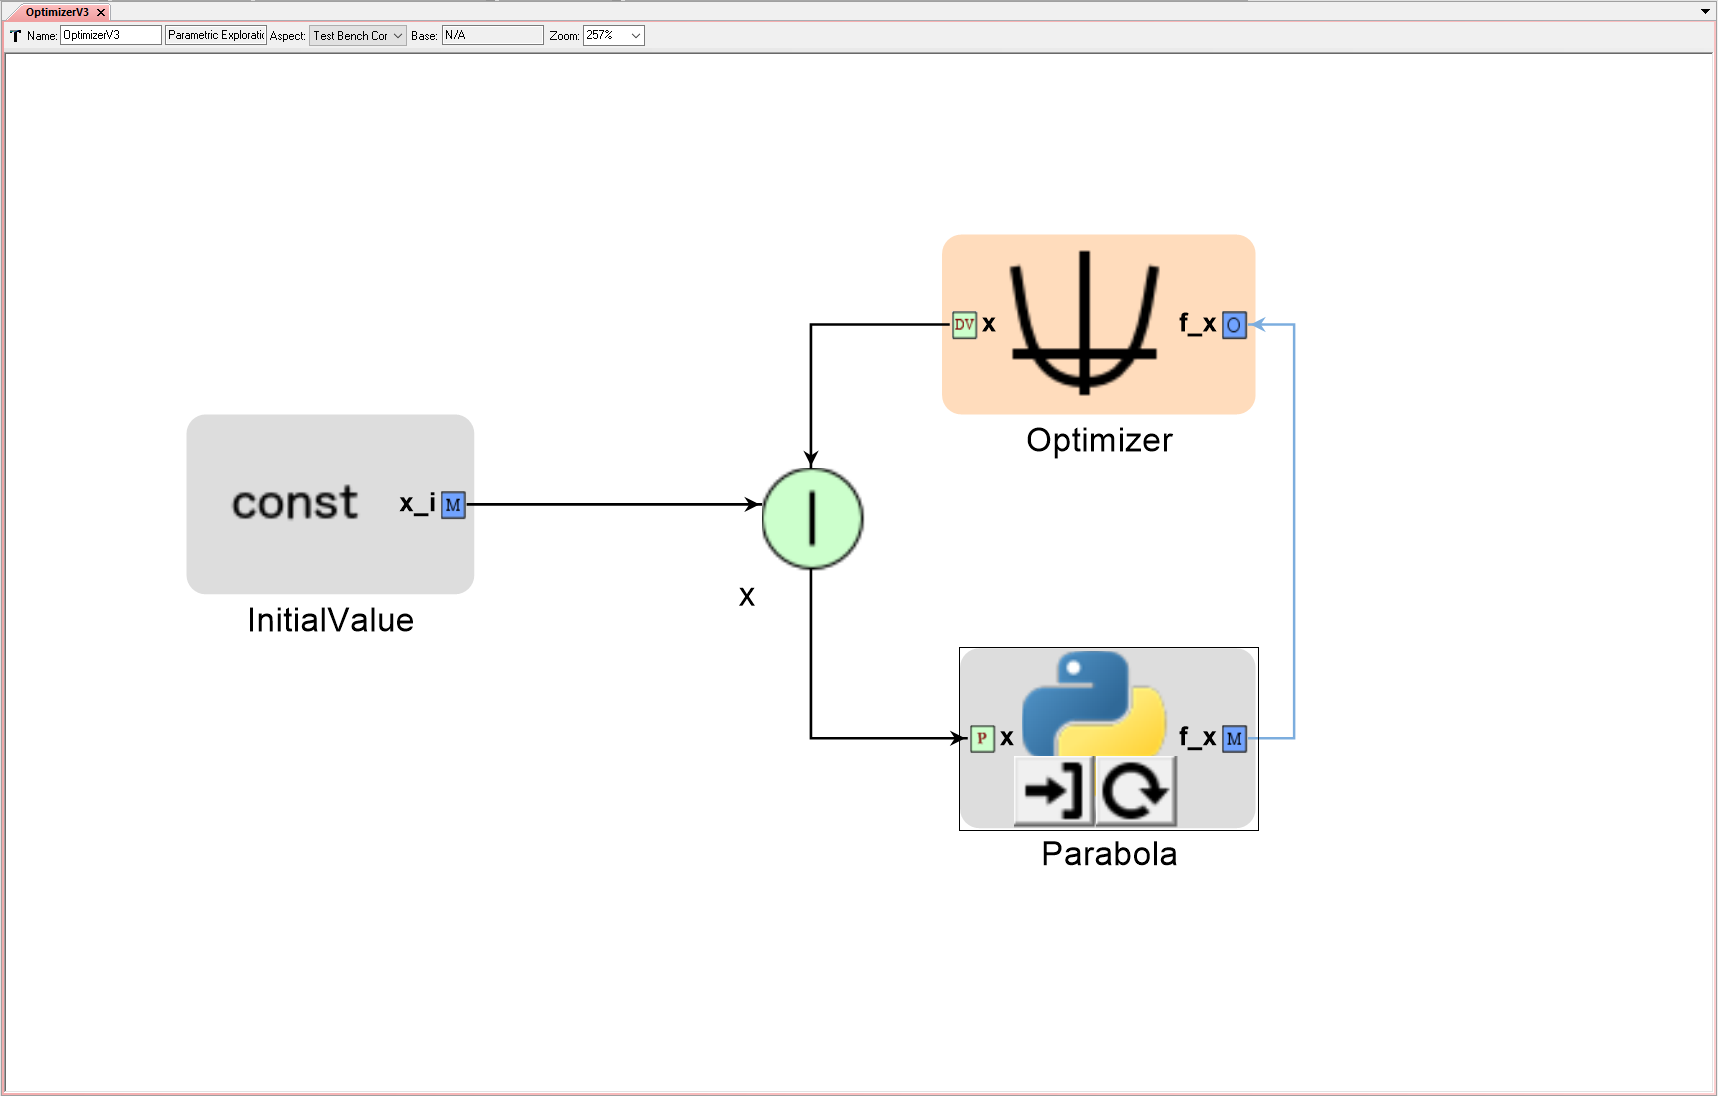 OptimizerV3
Name: OptimizerV3 Parametric Exploratic Aspect: Test Bench Cor Base: N/A Zoom: 257%
DV x f_x O
Optimizer
const x_i M
InitialValue
x
P x f_x M
Parabola